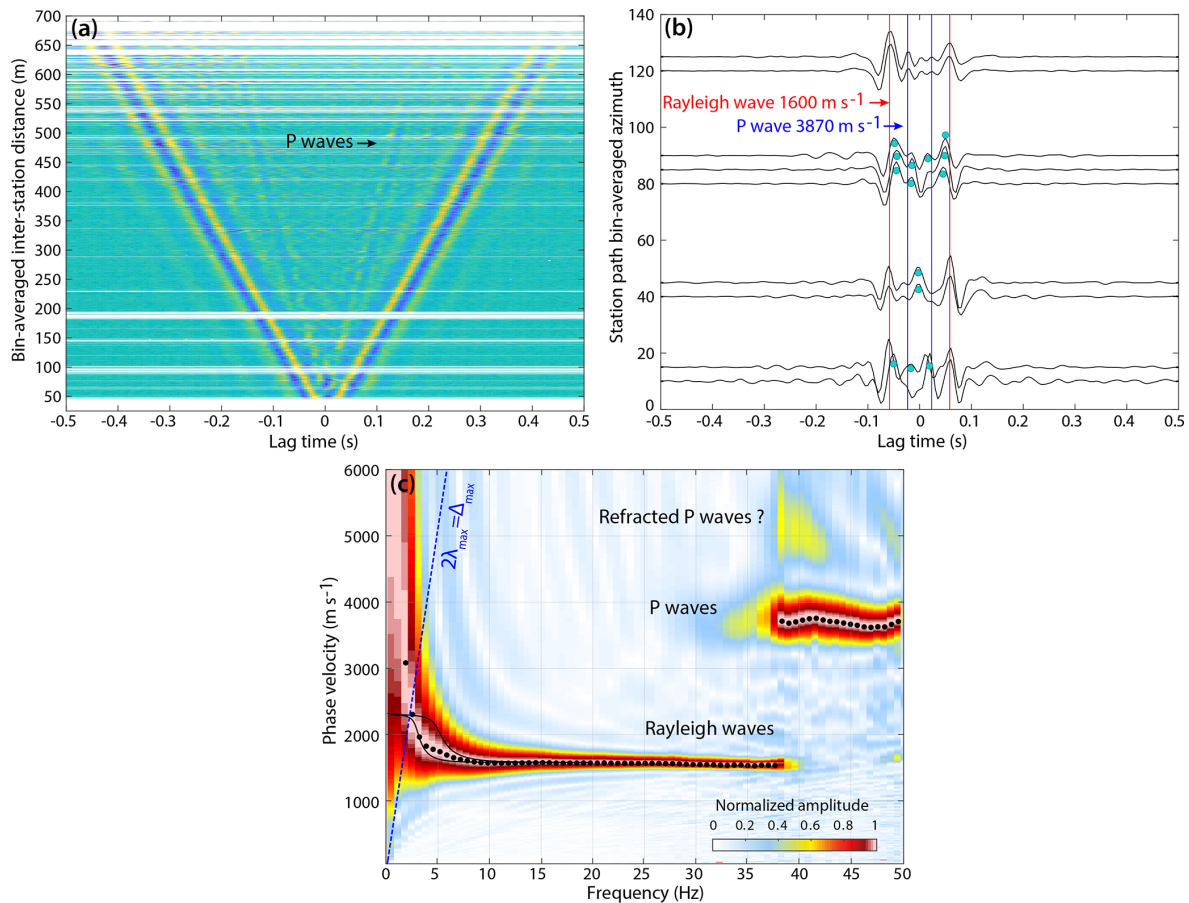 (a)
700
650
600
550
500
450
400
350
300
250
200
150
100
50
Bin-averaged inter-station distance (m)
P waves
-0.5 -0.4 -0.3 -0.2 -0.1 0 0.1 0.2 0.3 0.4 0.5
Lag time (s)
(b)
140
120
100
80
60
40
20
0
Station path bin-averaged azimuth
Rayleigh wave 1600 m s-1
P wave 3870 m s-1
-0.5 -0.4 -0.3 -0.2 -0.1 0 0.1 0.2 0.3 0.4 0.5
Lag time (s)
(c)
6000
5000
4000
3000
2000
1000
Phase velocity (m s-1)
2λmax=Δmax
Refracted P waves ?
P waves
Rayleigh waves
Normalized amplitude
0 0.2 0.4 0.6 0.8 1
0 5 10 15 20 25 30 35 40 45 50
Frequency (Hz)